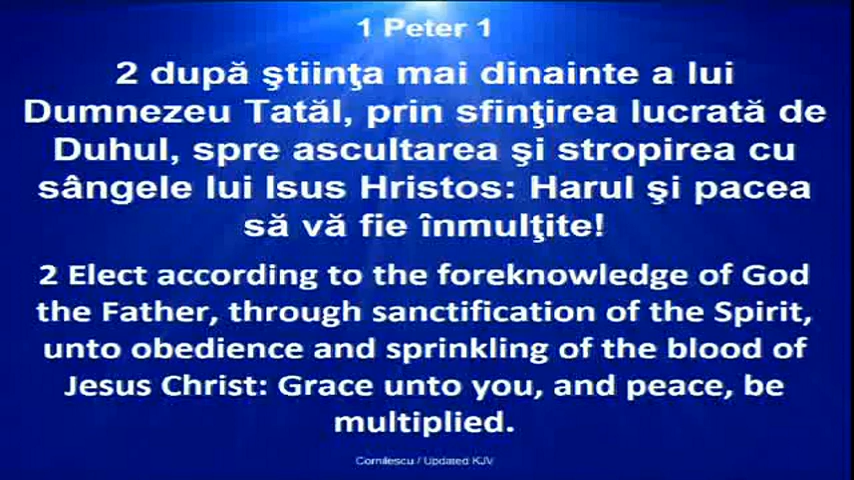 1 Peter 1
2 după ştiinţa mai dinainte a lui
Dumnezeu Tatăl, prin sfinţirea lucrată de
Duhul, spre ascultarea şi stropirea cu
sângele lui Isus Hristos: Harul şi pacea
să vă fie înmulţite!
2 Elect according to the foreknowledge of God
the Father, through sanctification of the Spirit,
unto obedience and sprinkling of the blood of
Jesus Christ: Grace unto you, and peace, be
multiplied.
Cornilescu / Updated KJV